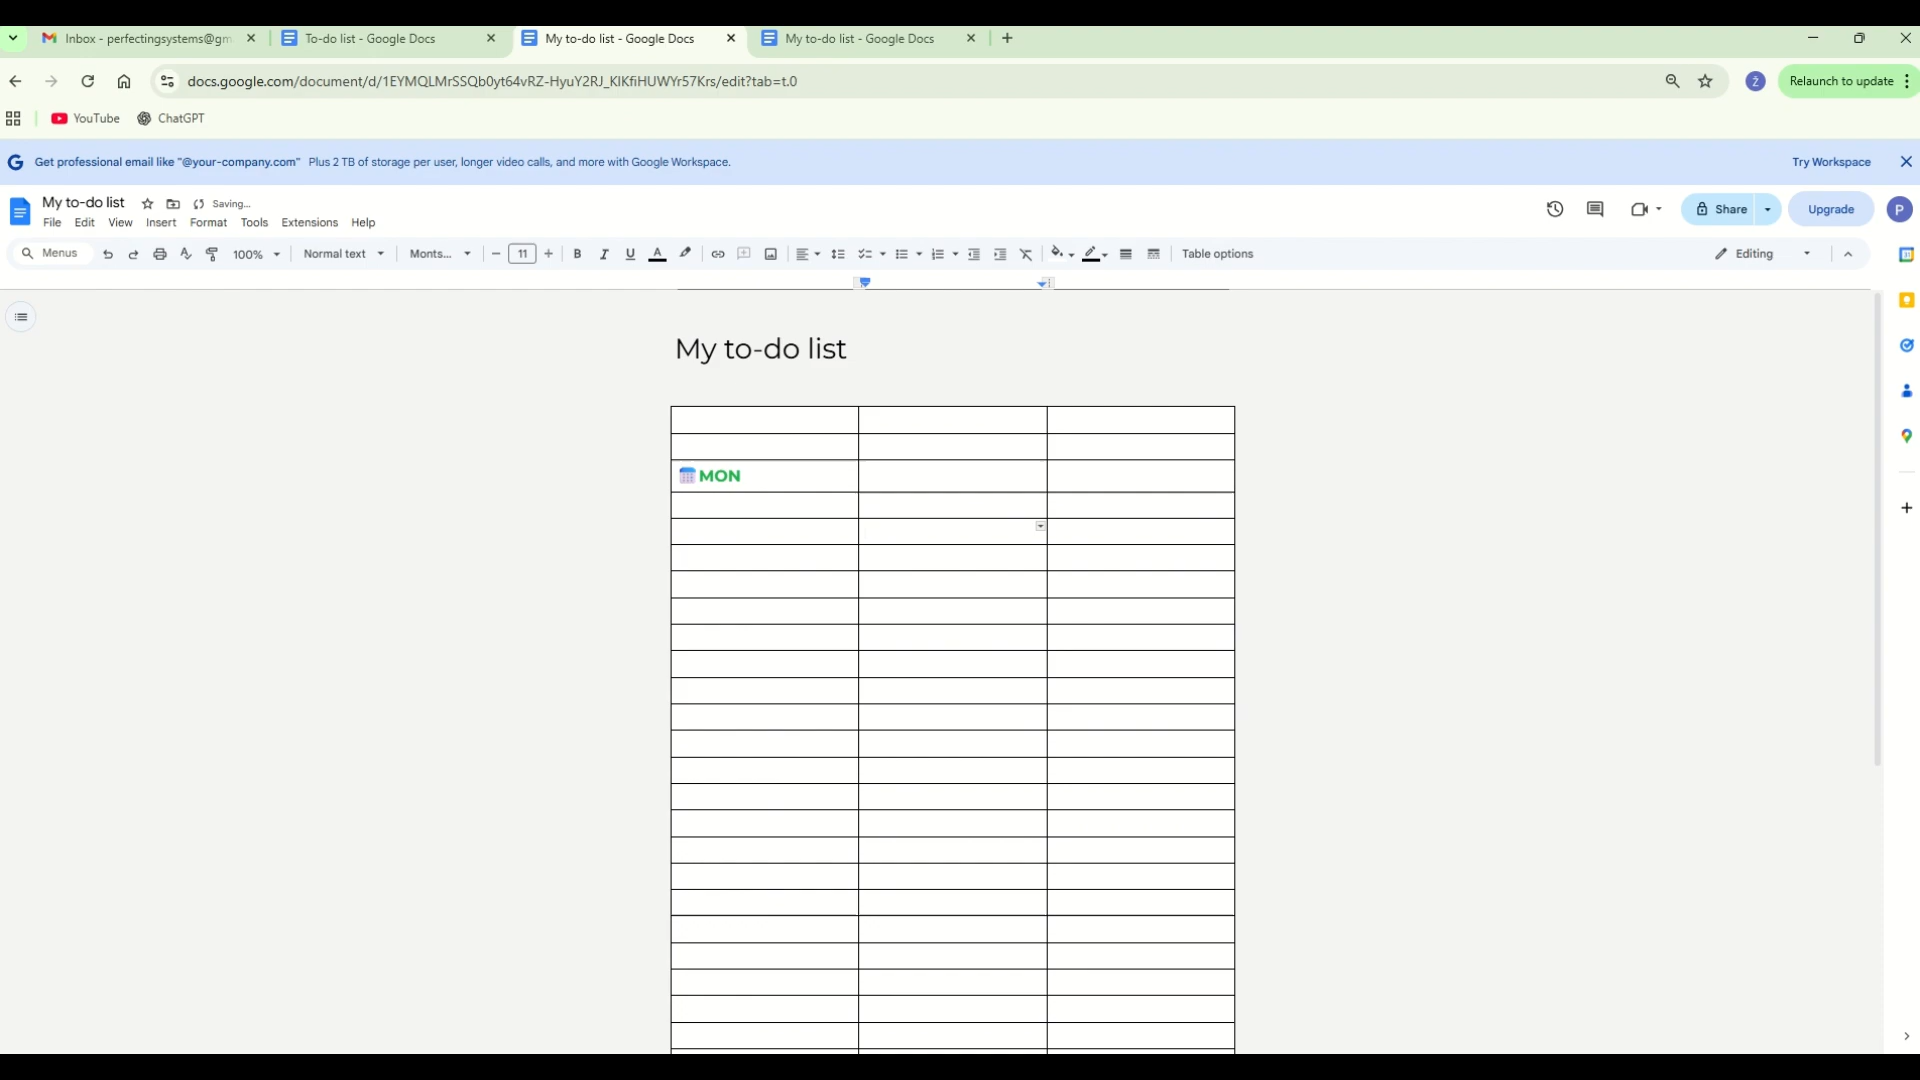 Inbox - perfectingsystems@gm
To-do list - Google Docs
My to-do list - Google Docs
My to-do list - Google Docs
docs.google.com/document/d/1EYMQLMrSSQb0yt64vRZ-HyuY2RJ_KlKfiHUWYr57Krs/edit?tab=t.0
Ž
Relaunch to update
YouTube
ChatGPT
Get professional email like "@your-company.com" Plus 2 TB of storage per user, longer video calls, and more with Google Workspace.
Try Workspace
My to-do list
Saving...
File Edit View Insert Format Tools Extensions Help
Share
Upgrade
P
Menus
100%
Normal text
Monts...
11
B I U A
Table options
Editing
My to-do list
MON